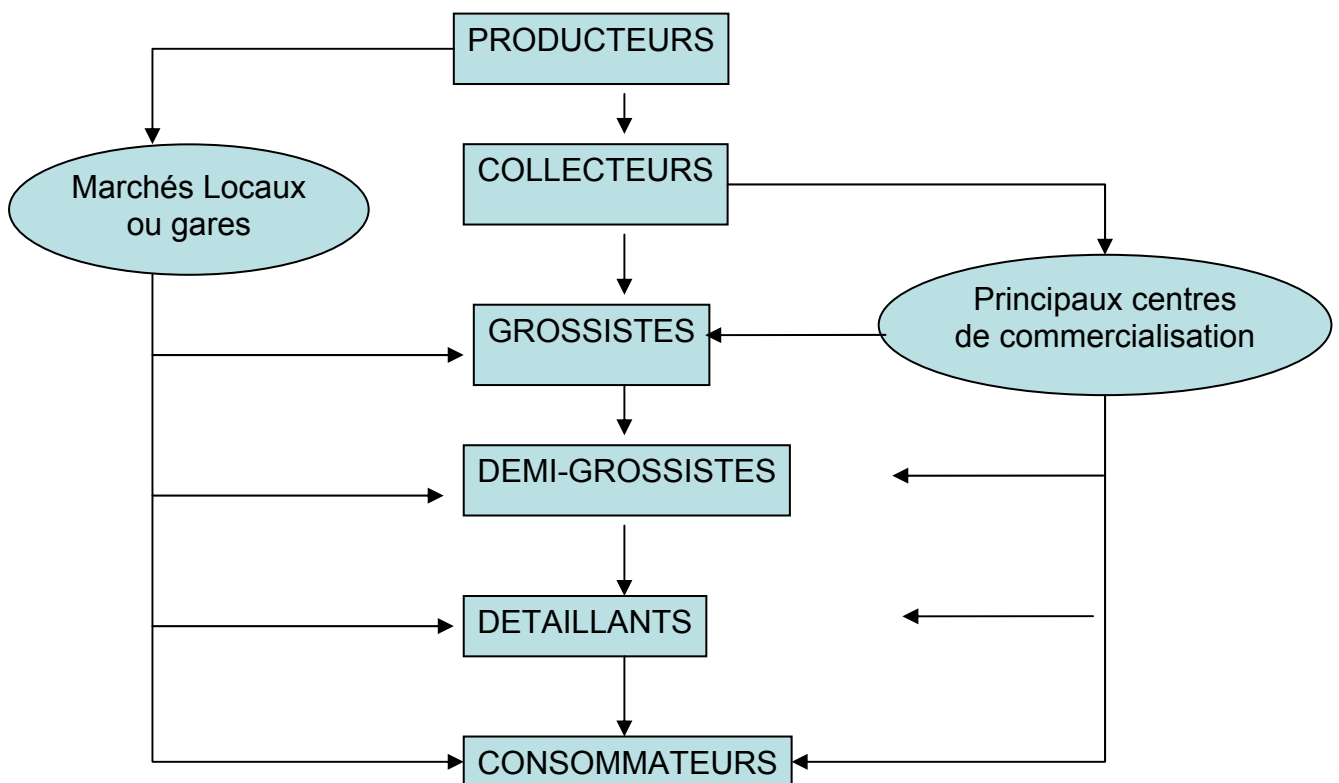 PRODUCTEURS
COLLECTEURS
Marchés Locaux
ou gares
Principaux centres
de commercialisation
GROSSISTES
DEMI-GROSSISTES
DETAILLANTS
CONSOMMATEURS